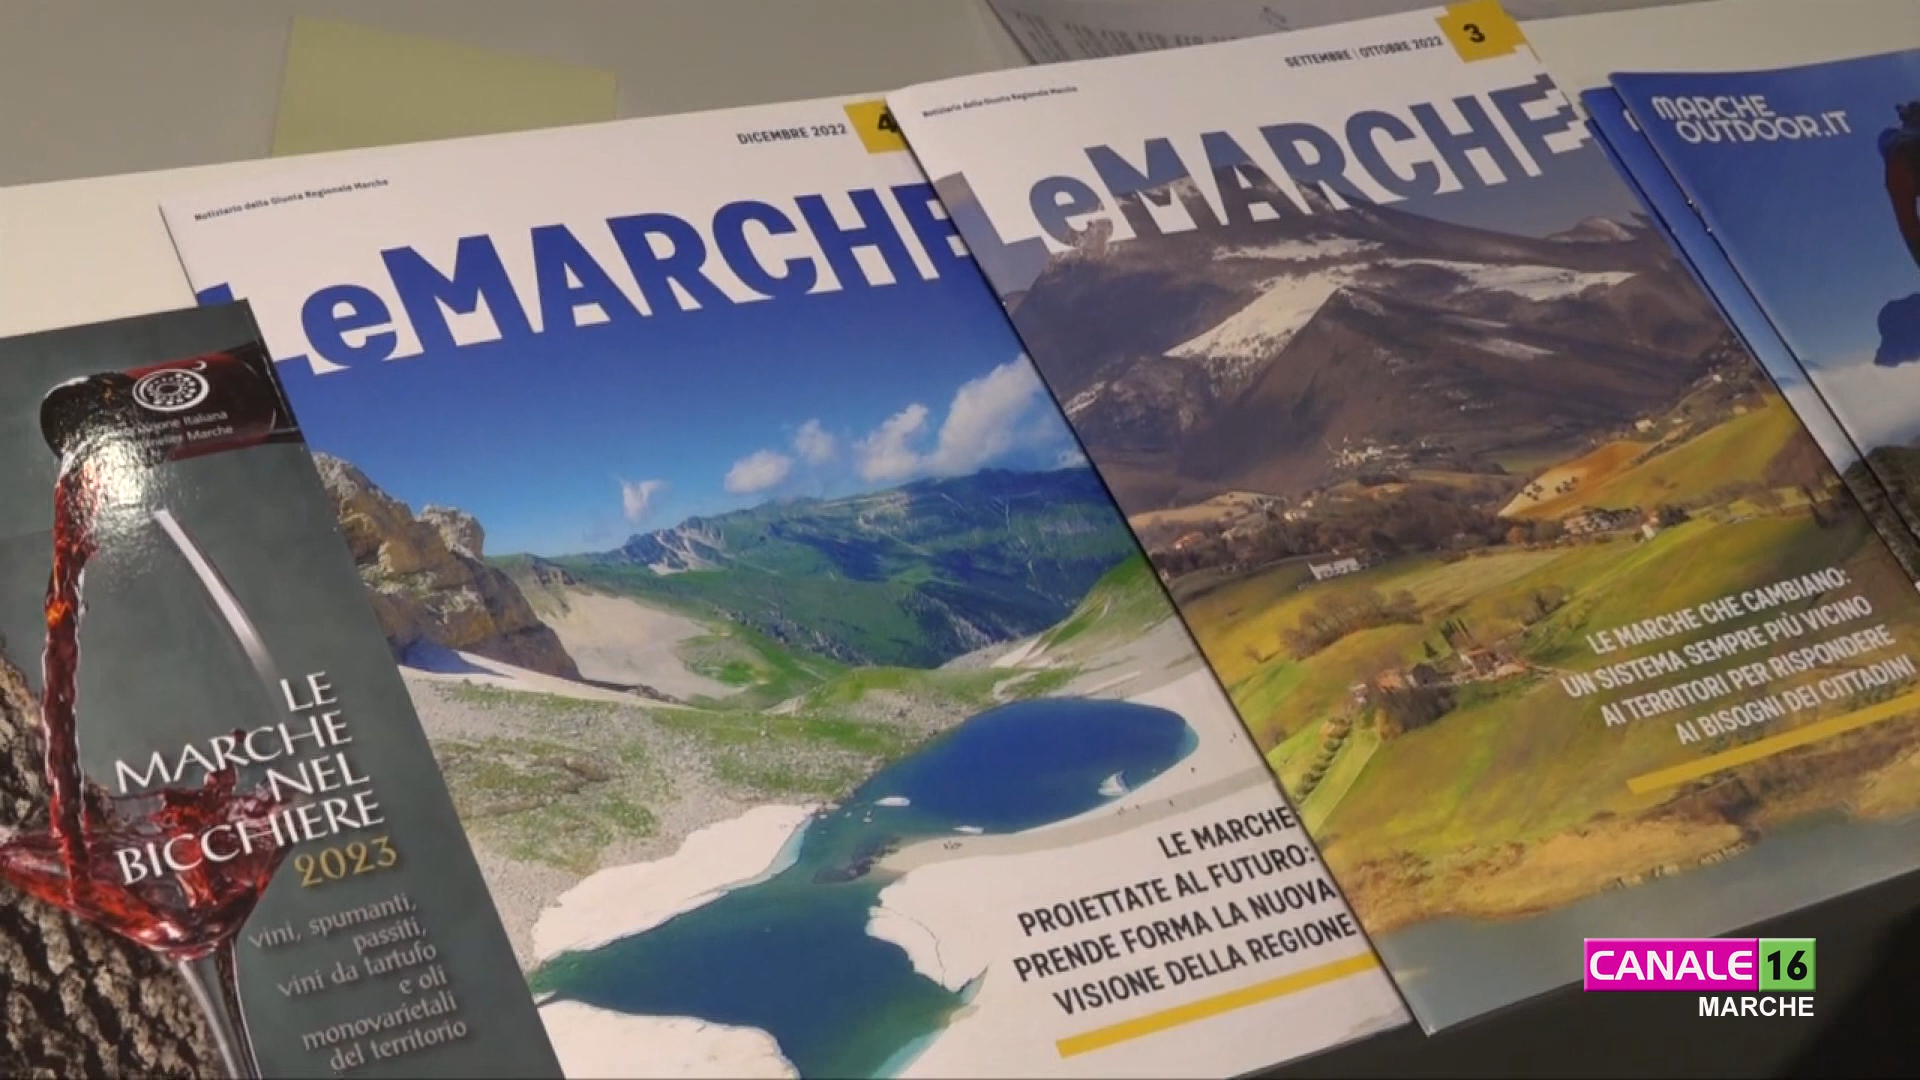 Notiziario della Giunta Regionale Marche
DICEMBRE 2022
4
LeMARCHE
LE MARCHE
PROIETTATE AL FUTURO:
PRENDE FORMA LA NUOVA
VISIONE DELLA REGIONE
Notiziario della Giunta Regionale Marche
SETTEMBRE | OTTOBRE 2022
3
LeMARCHE
LE MARCHE CHE CAMBIANO:
UN SISTEMA SEMPRE PIÙ VICINO
AI TERRITORI PER RISPONDERE
AI BISOGNI DEI CITTADINI
MARCHE
OUTDOOR.IT
Italiana
Marche
LE
MARCHE
NEL
BICCHIERE
2023
vini, spumanti,
passiti,
vini da tartufo
e oli
monovarietali
del territorio
CANALE 16
MARCHE